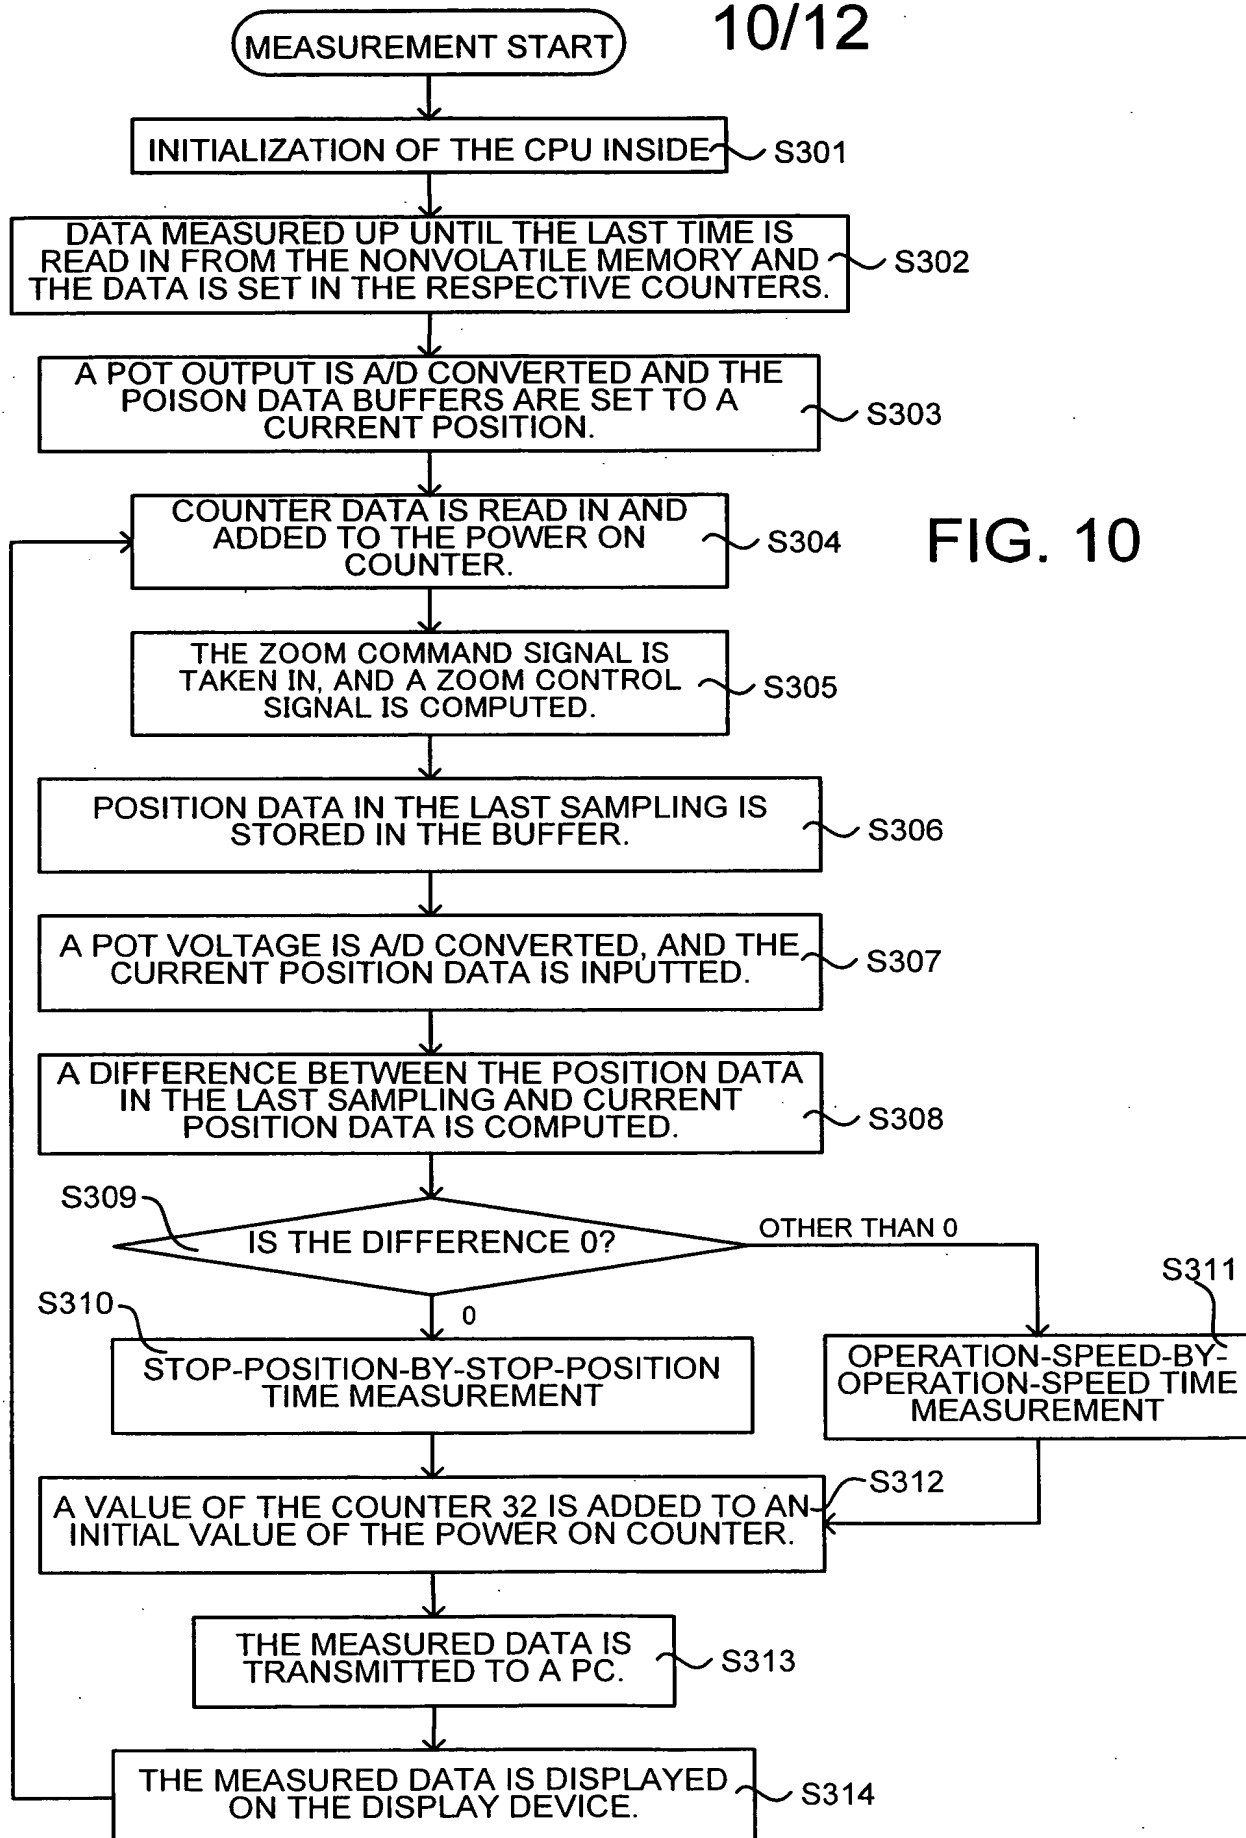 10/12
MEASUREMENT START
INITIALIZATION OF THE CPU INSIDE
S301
DATA MEASURED UP UNTIL THE LAST TIME IS
READ IN FROM THE NONVOLATILE MEMORY AND
THE DATA IS SET IN THE RESPECTIVE COUNTERS.
S302
A POT OUTPUT IS A/D CONVERTED AND THE
POISON DATA BUFFERS ARE SET TO A
CURRENT POSITION.
S303
COUNTER DATA IS READ IN AND
ADDED TO THE POWER ON
COUNTER.
S304
FIG. 10
THE ZOOM COMMAND SIGNAL IS
TAKEN IN, AND A ZOOM CONTROL
SIGNAL IS COMPUTED.
S305
POSITION DATA IN THE LAST SAMPLING IS
STORED IN THE BUFFER.
S306
A POT VOLTAGE IS A/D CONVERTED, AND THE
CURRENT POSITION DATA IS INPUTTED.
S307
A DIFFERENCE BETWEEN THE POSITION DATA
IN THE LAST SAMPLING AND CURRENT
POSITION DATA IS COMPUTED.
S308
S309
IS THE DIFFERENCE 0?
OTHER THAN 0
0
S310
STOP-POSITION-BY-STOP-POSITION
TIME MEASUREMENT
S311
OPERATION-SPEED-BY-
OPERATION-SPEED TIME
MEASUREMENT
A VALUE OF THE COUNTER 32 IS ADDED TO AN
INITIAL VALUE OF THE POWER ON COUNTER.
S312
THE MEASURED DATA IS
TRANSMITTED TO A PC.
S313
THE MEASURED DATA IS DISPLAYED
ON THE DISPLAY DEVICE.
S314